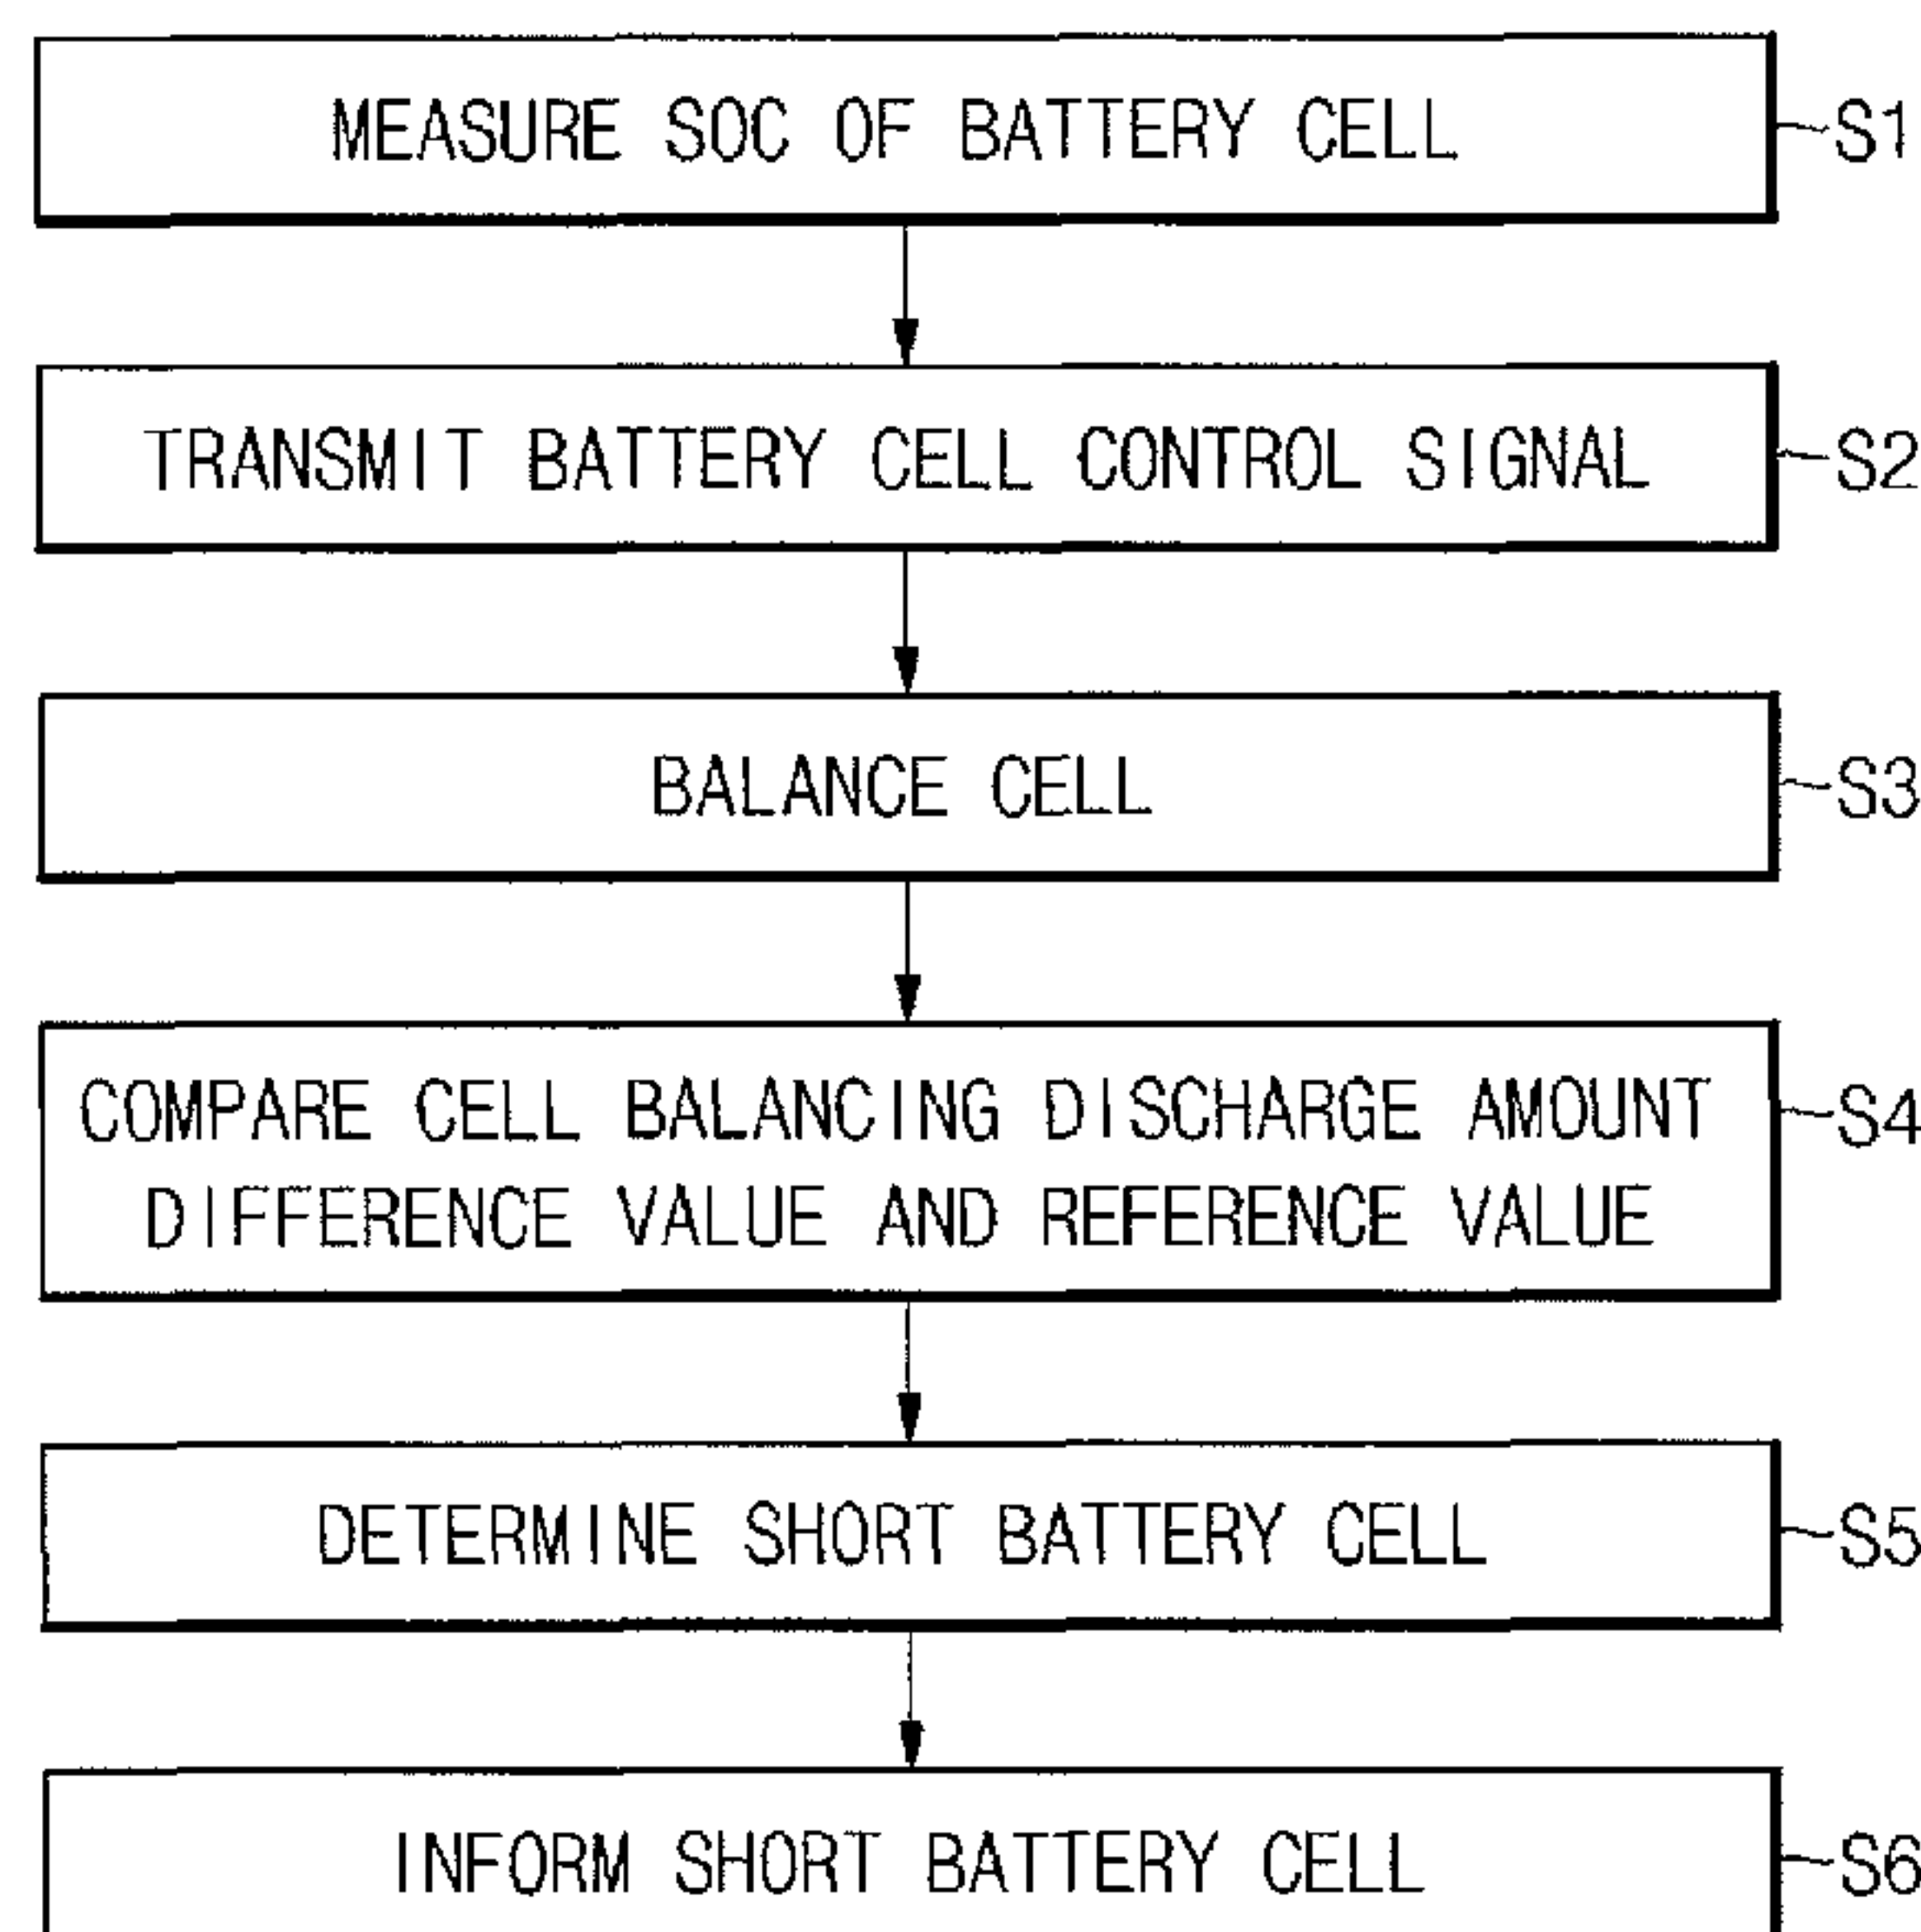 MEASURE SOC OF BATTERY CELL S1
TRANSMIT BATTERY CELL CONTROL SIGNAL S2
BALANCE CELL S3
COMPARE CELL BALANCING DISCHARGE AMOUNT S4
DIFFERENCE VALUE AND REFERENCE VALUE
DETERMINE SHORT BATTERY CELL S5
INFORM SHORT BATTERY CELL S6